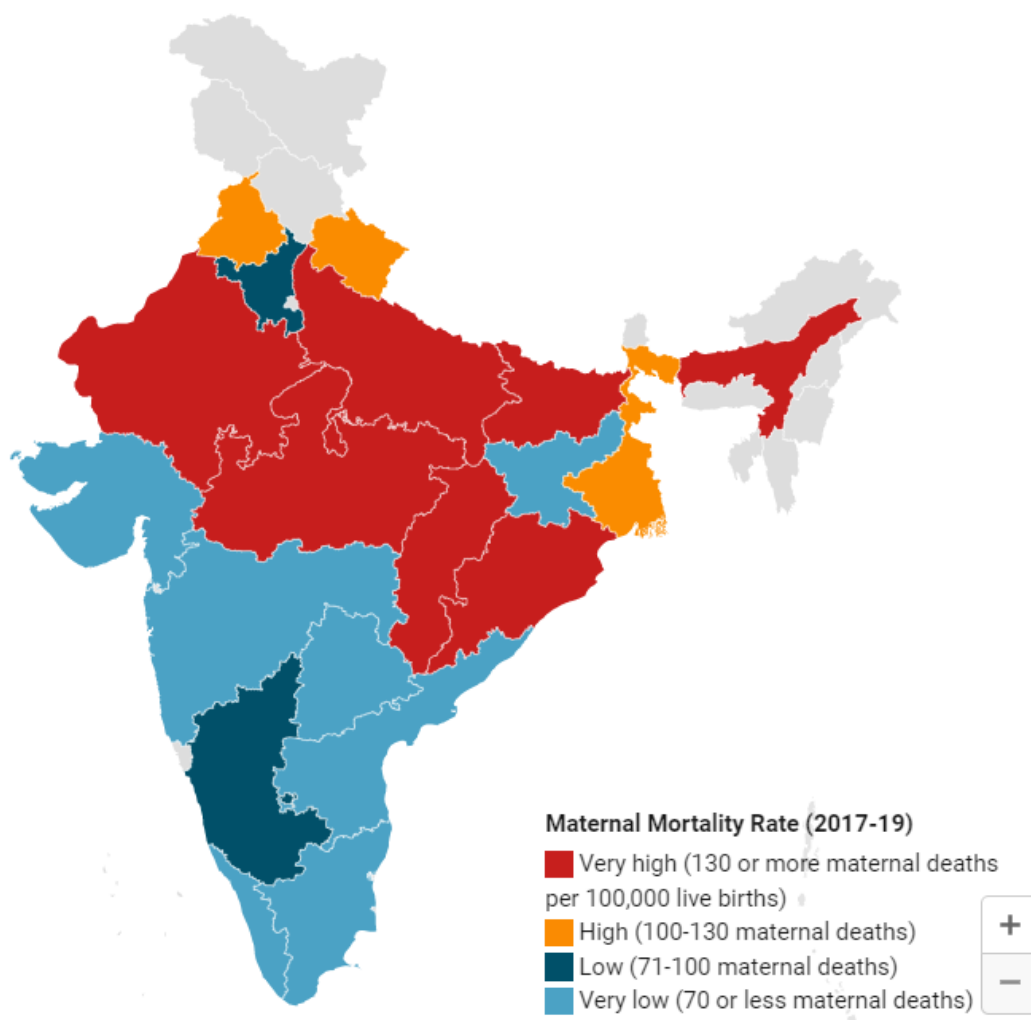 Maternal Mortality Rate (2017-19)
Very high (130 or more maternal deaths
per 100,000 live births)
High (100-130 maternal deaths)
Low (71-100 maternal deaths)
Very low (70 or less maternal deaths)
+
−